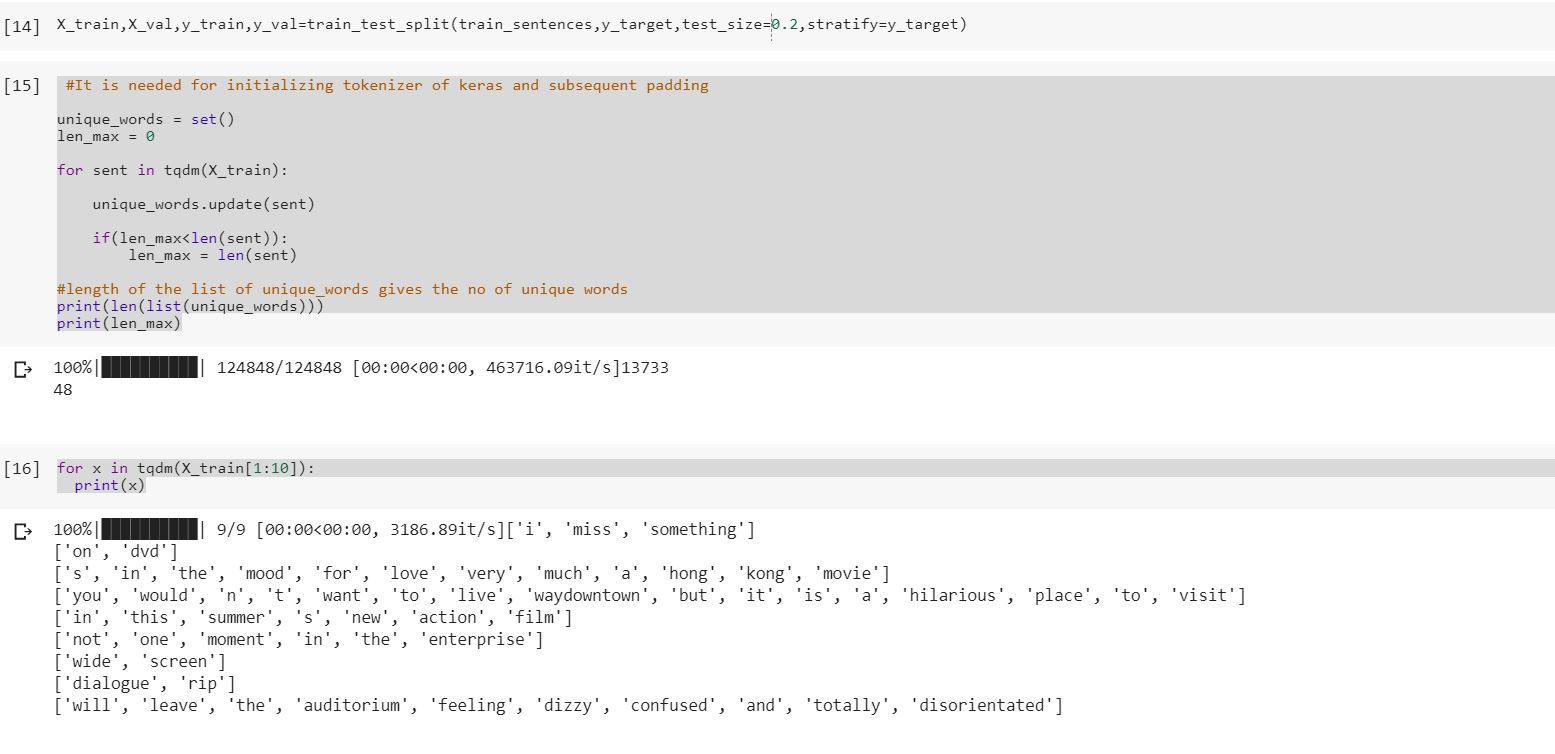 [14] X_train,X_val,y_train,y_val=train_test_split(train_sentences,y_target,test_size=0.2,stratify=y_target)
[15] #It is needed for initializing tokenizer of keras and subsequent padding
unique_words = set()
len_max = 0
for sent in tqdm(X_train):
unique_words.update(sent)
if(len_max<len(sent)):
len_max = len(sent)
#length of the list of unique_words gives the no of unique words
print(len(list(unique_words)))
print(len_max)
100%|██████████| 124848/124848 [00:00<00:00, 463716.09it/s]13733
48
[16] for x in tqdm(X_train[1:10]):
print(x)
100%|██████████| 9/9 [00:00<00:00, 3186.89it/s]['i', 'miss', 'something']
['on', 'dvd']
['s', 'in', 'the', 'mood', 'for', 'love', 'very', 'much', 'a', 'hong', 'kong', 'movie']
['you', 'would', 'n', 't', 'want', 'to', 'live', 'waydowntown', 'but', 'it', 'is', 'a', 'hilarious', 'place', 'to', 'visit']
['in', 'this', 'summer', 's', 'new', 'action', 'film']
['not', 'one', 'moment', 'in', 'the', 'enterprise']
['wide', 'screen']
['dialogue', 'rip']
['will', 'leave', 'the', 'auditorium', 'feeling', 'dizzy', 'confused', 'and', 'totally', 'disorientated']